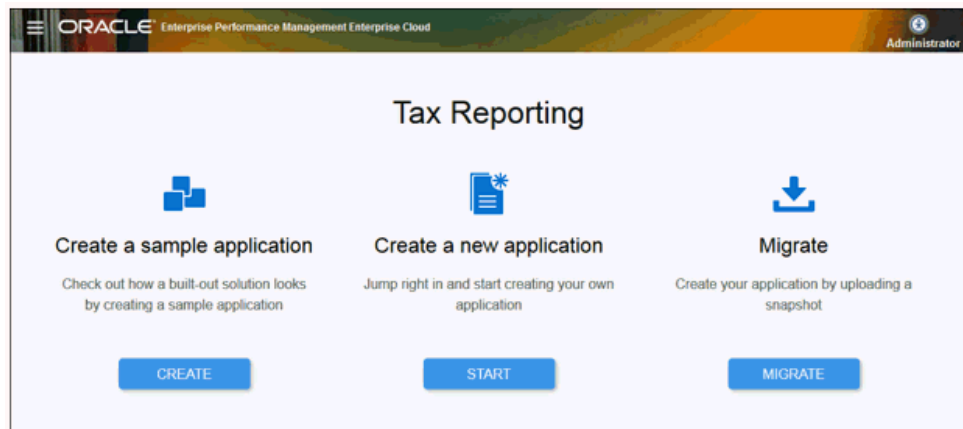 ORACLE Enterprise Performance Management Enterprise Cloud
Administrator
Tax Reporting
Create a sample application
Check out how a built-out solution looks
by creating a sample application
CREATE
Create a new application
Jump right in and start creating your own
application
START
Migrate
Create your application by uploading a
snapshot
MIGRATE